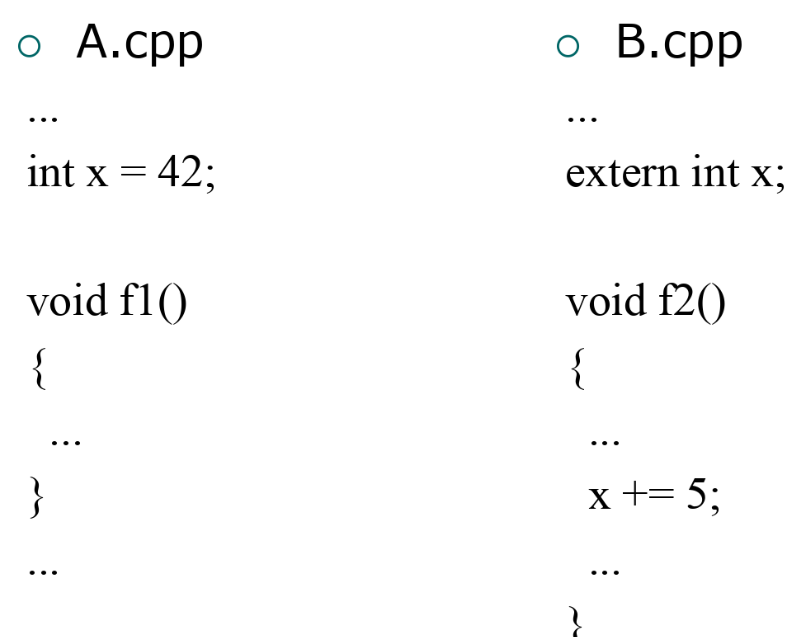 A.cpp
...
int x = 42;
void f1()
{
...
}
...
B.cpp
...
extern int x;
void f2()
{
...
x += 5;
...
}